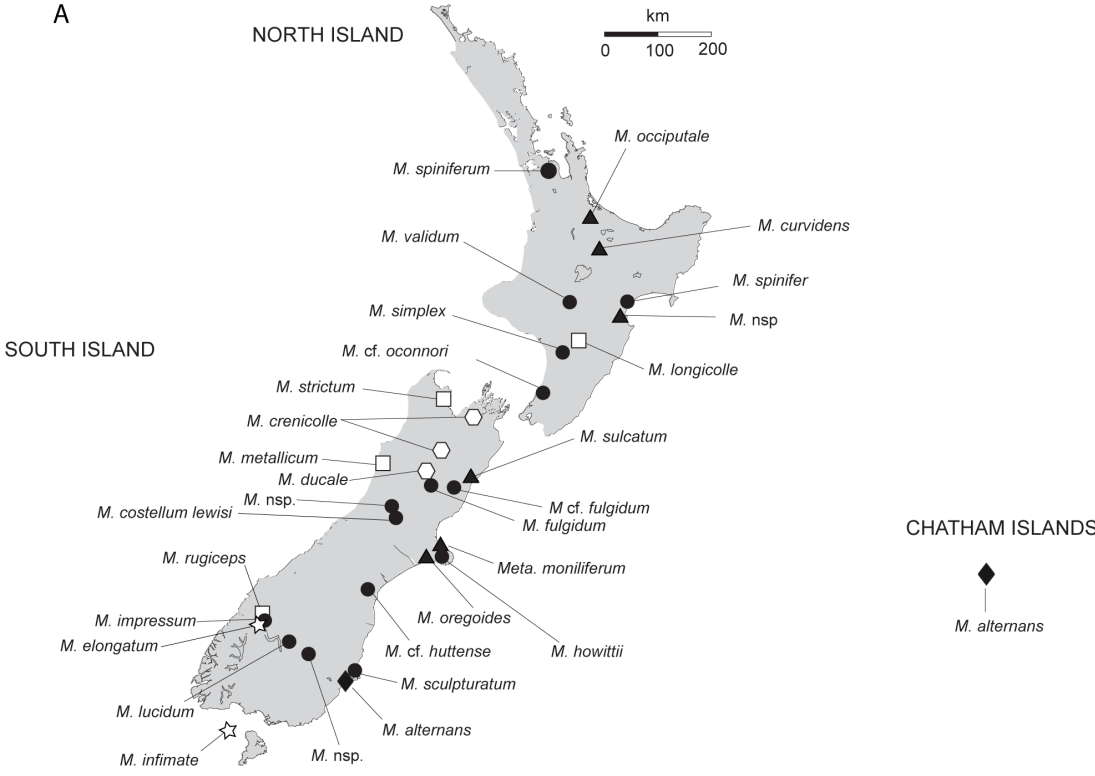 A
NORTH ISLAND
km
0 100 200
M. occiputale
M. spiniferum
M. curvidens
M. validum
M. spinifer
M. simplex
M. nsp
SOUTH ISLAND
M. cf. oconnori
M. longicolle
M. strictum
M. crenicolle
M. sulcatum
M. metallicum
M. ducale
M. nsp.
M cf. fulgidum
M. costellum lewisi
M. fulgidum
CHATHAM ISLANDS
M. rugiceps
Meta. moniliferum
M. impressum
M. oregoides
M. alternans
M. elongatum
M. cf. huttense
M. howittii
M. sculpturatum
M. lucidum
M. alternans
M. infimate
M. nsp.